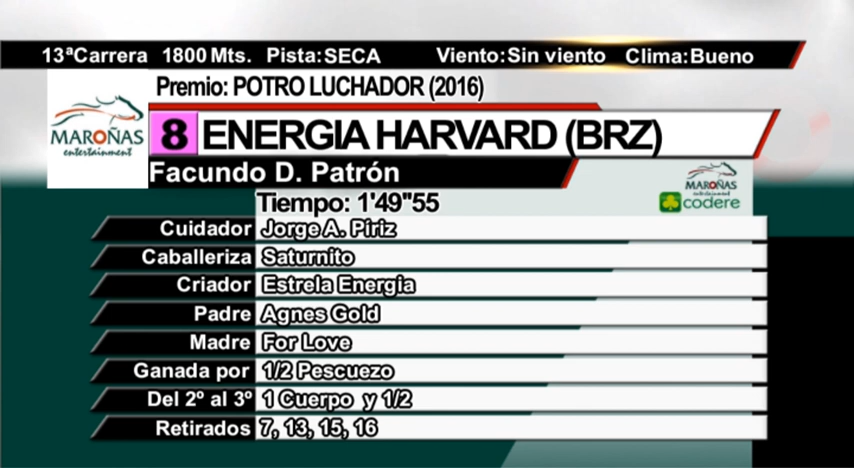 13ªCarrera 1800 Mts. Pista:SECA Viento:Sin viento Clima:Bueno
Premio: POTRO LUCHADOR (2016)
MAROÑAS
entertainment
8 ENERGIA HARVARD (BRZ)
Facundo D. Patrón
MAROÑAS
entertainment
codere
Tiempo: 1'49"55
Cuidador Jorge A. Piriz
Caballeriza Saturnito
Criador Estrela Energia
Padre Agnes Gold
Madre For Love
Ganada por 1/2 Pescuezo
Del 2º al 3º 1 Cuerpo y 1/2
Retirados 7, 13, 15, 16